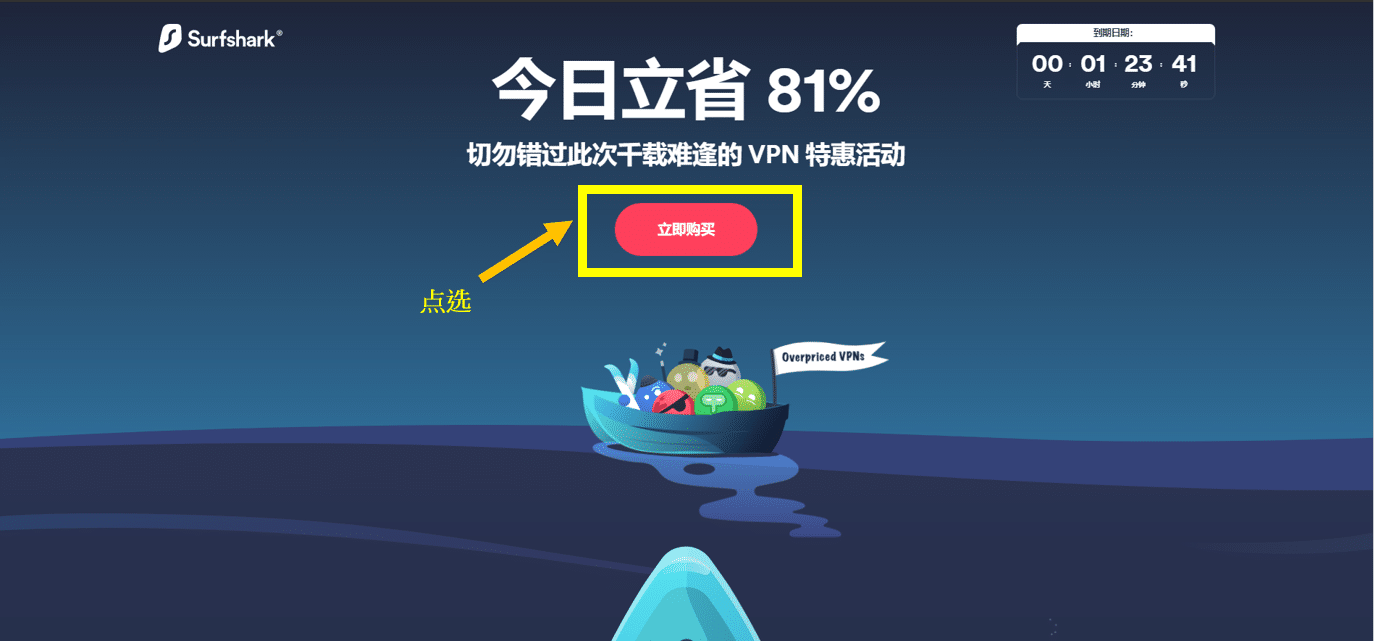 Surfshark®
到期日期:
00 : 01 : 23 : 41
天 小时 分钟 秒
今日立省 81%
切勿错过此次千载难逢的 VPN 特惠活动
立即购买
点选
Overpriced VPNs